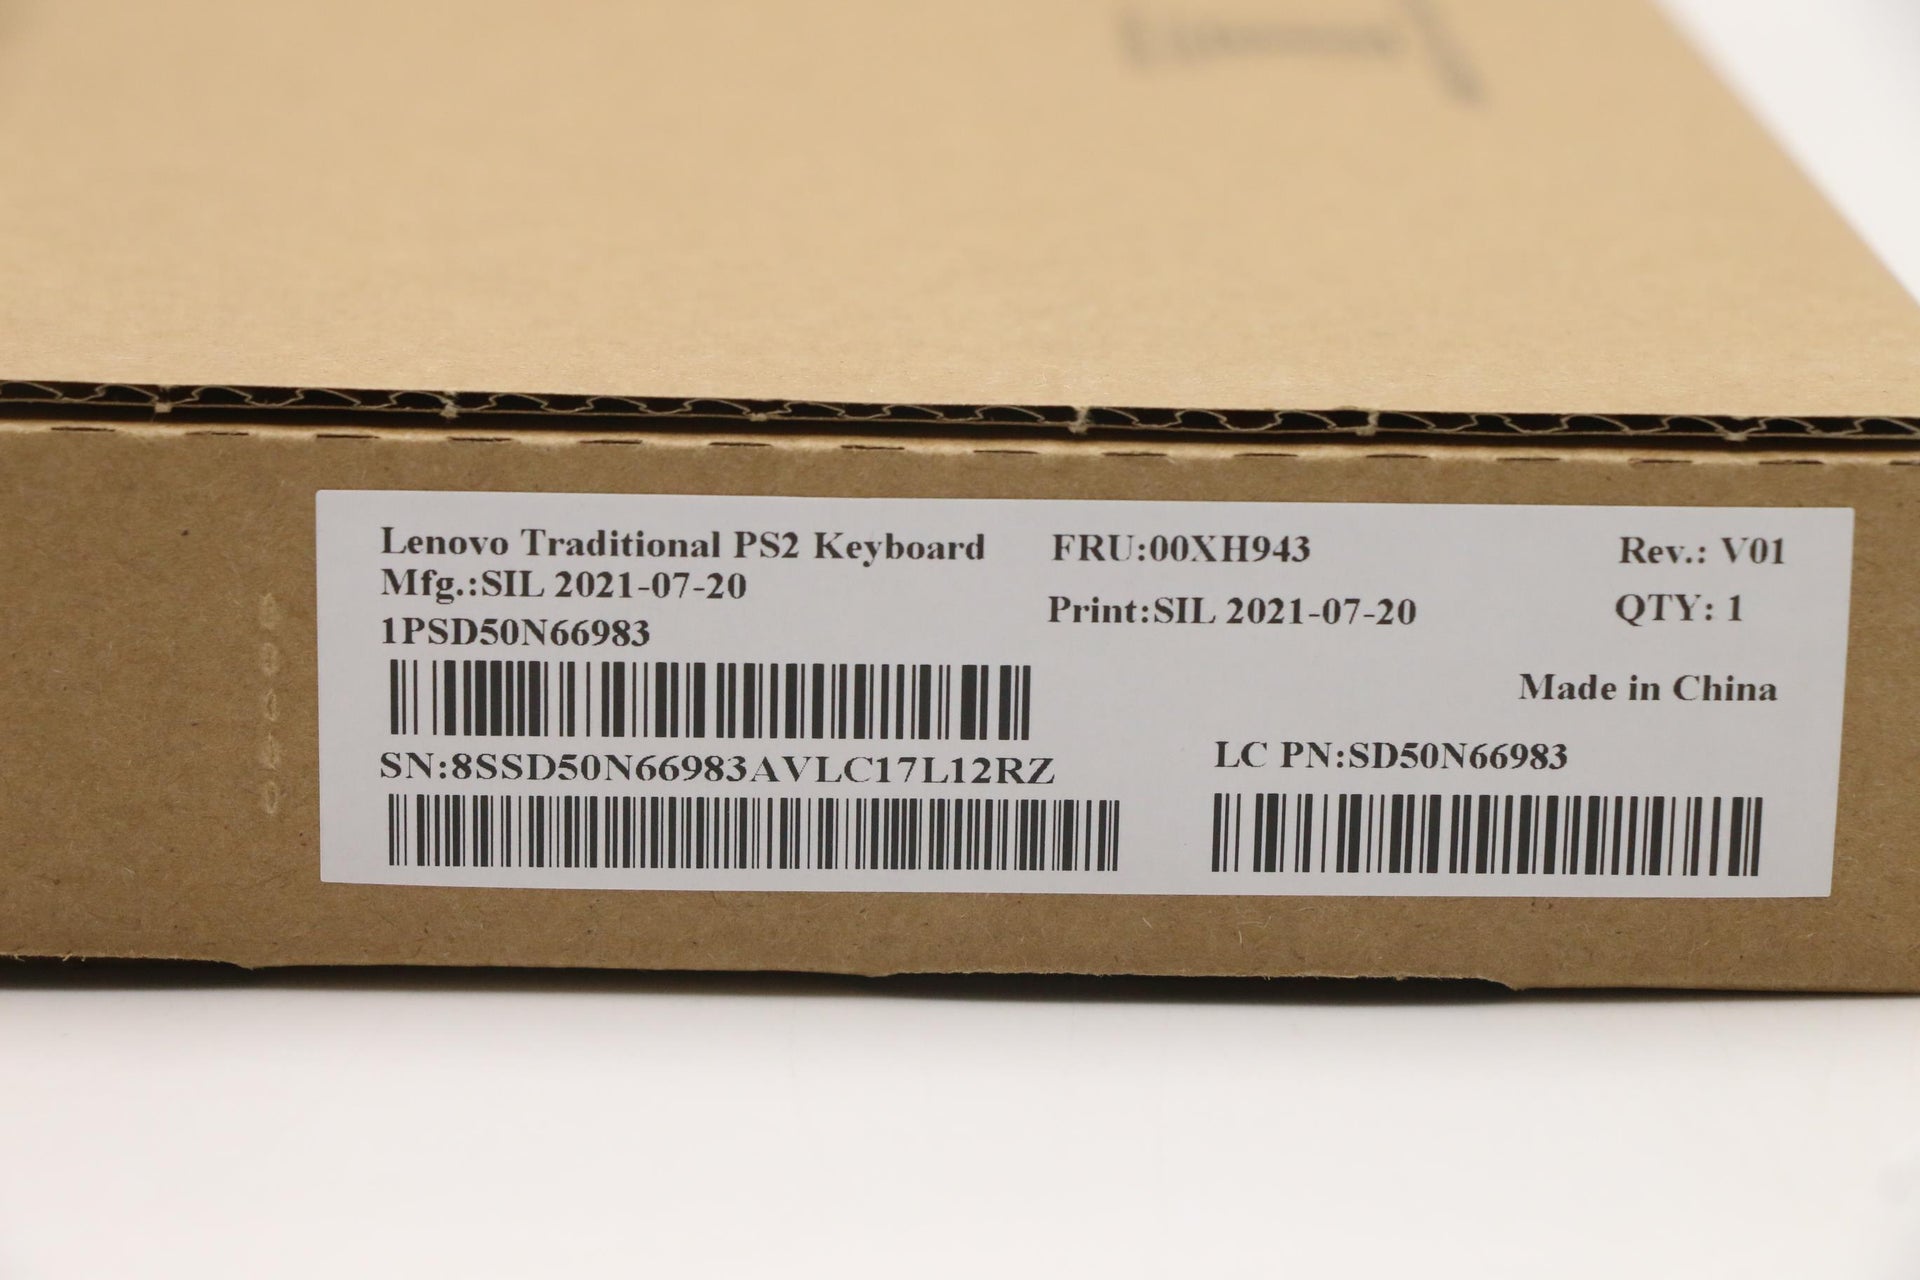 Lenovo Traditional PS2 Keyboard
Mfg.:SIL 2021-07-20
1PSD50N66983
SN:8SSD50N66983AVLC17L12RZ
FRU:00XH943
Print:SIL 2021-07-20
Rev.: V01
QTY: 1
Made in China
LC PN:SD50N66983